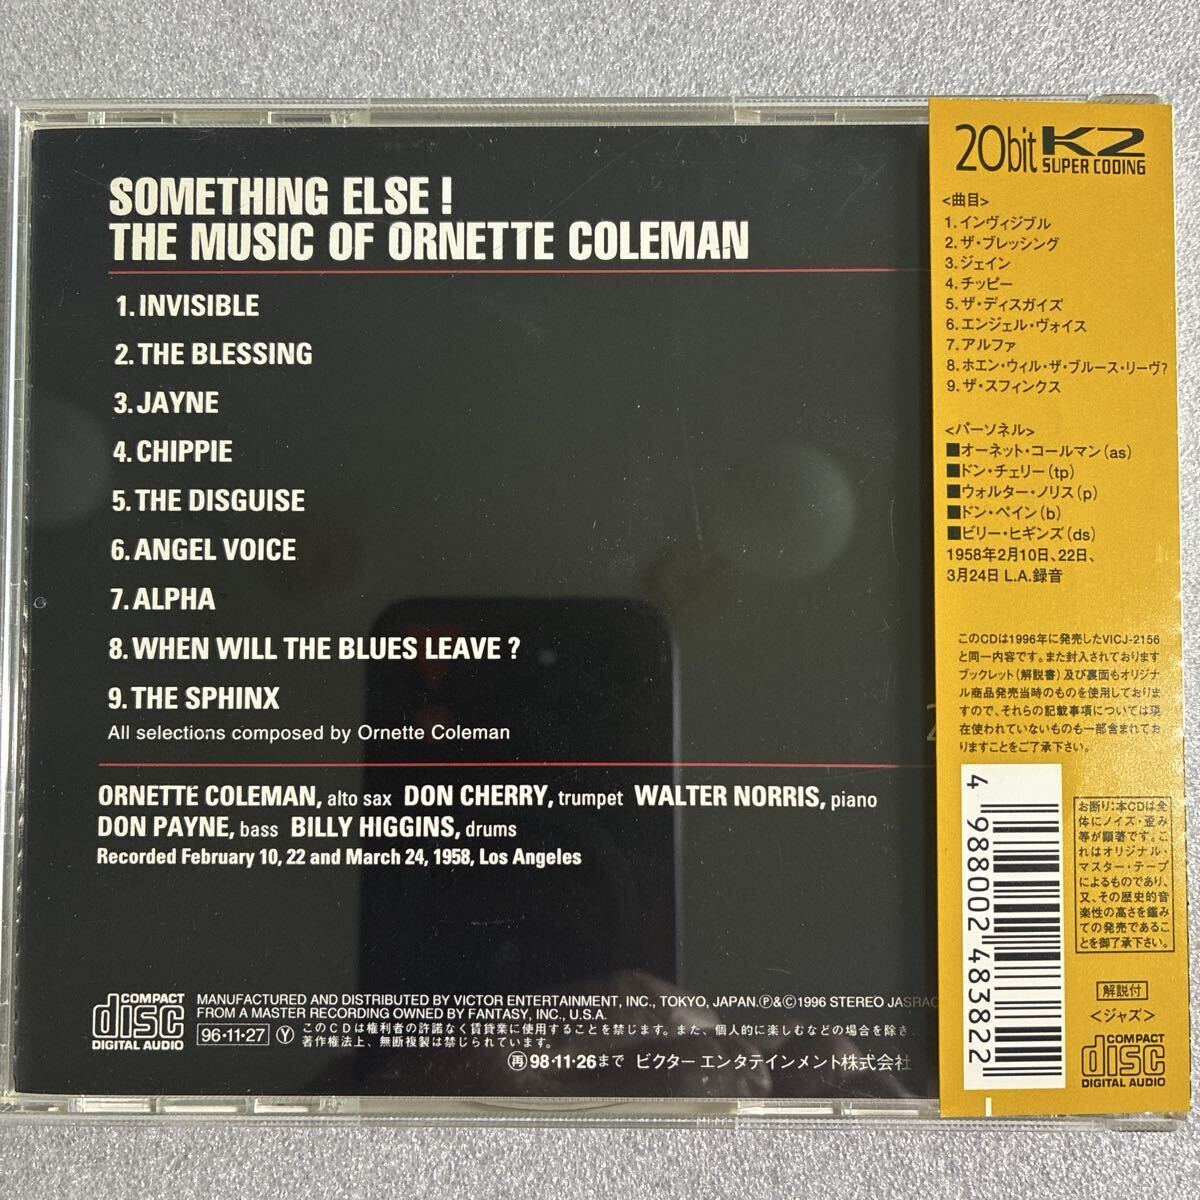 SOMETHING ELSE !
THE MUSIC OF ORNETTE COLEMAN
1. INVISIBLE
2. THE BLESSING
3. JAYNE
4. CHIPPIE
5. THE DISGUISE
6. ANGEL VOICE
7. ALPHA
8. WHEN WILL THE BLUES LEAVE ?
9. THE SPHINX
All selections composed by Ornette Coleman
ORNETTE COLEMAN, alto sax DON CHERRY, trumpet WALTER NORRIS, piano
DON PAYNE, bass BILLY HIGGINS, drums
Recorded February 10, 22 and March 24, 1958, Los Angeles
COMPACT
disc
DIGITAL AUDIO
MANUFACTURED AND DISTRIBUTED BY VICTOR ENTERTAINMENT, INC., TOKYO, JAPAN.Ⓟ&©1996 STEREO JASRAC
FROM A MASTER RECORDING OWNED BY FANTASY, INC., U.S.A.
96・11・27 Ⓨ このCDは権利者の許諾なく賃貸業に使用することを禁じます。また、個人的に楽しむなどの場合を除き、
著作権法上、無断複製は禁じられています。
㊞98・11・26まで ビクター エンタテインメント株式会社
20bit K2
SUPER CODING
<曲目>
1. インヴィジブル
2. ザ・ブレッシング
3. ジェイン
4. チッピー
5. ザ・ディスガイズ
6. エンジェル・ヴォイス
7. アルファ
8. ホエン・ウィル・ザ・ブルース・リーヴ?
9. ザ・スフィンクス
<パーソネル>
■オーネット・コールマン(as)
■ドン・チェリー(tp)
■ウォルター・ノリス(p)
■ドン・ペイン(b)
■ビリー・ヒギンズ(ds)
1958年2月10日、22日、
3月24日 L.A.録音
このCDは1996年に発売したVICJ-2156
と同一内容です。また封入されております
ブックレット(解説書)及び裏面もオリジナ
ル商品発売当時のものを使用しておりま
すので、それらの記載事項については現
在使われていないものも一部含まれてお
りますことをご了承下さい。
4 988002 483822
お断り:本CDは全
体にノイズ・歪み
等が顕著です。こ
れはオリジナル・
マスター・テープ
によるものであり、
又、その歴史的音
楽性の高さを鑑み
ての発売であるこ
とを御了承下さい。
解説付
<ジャズ>
COMPACT
disc
DIGITAL AUDIO